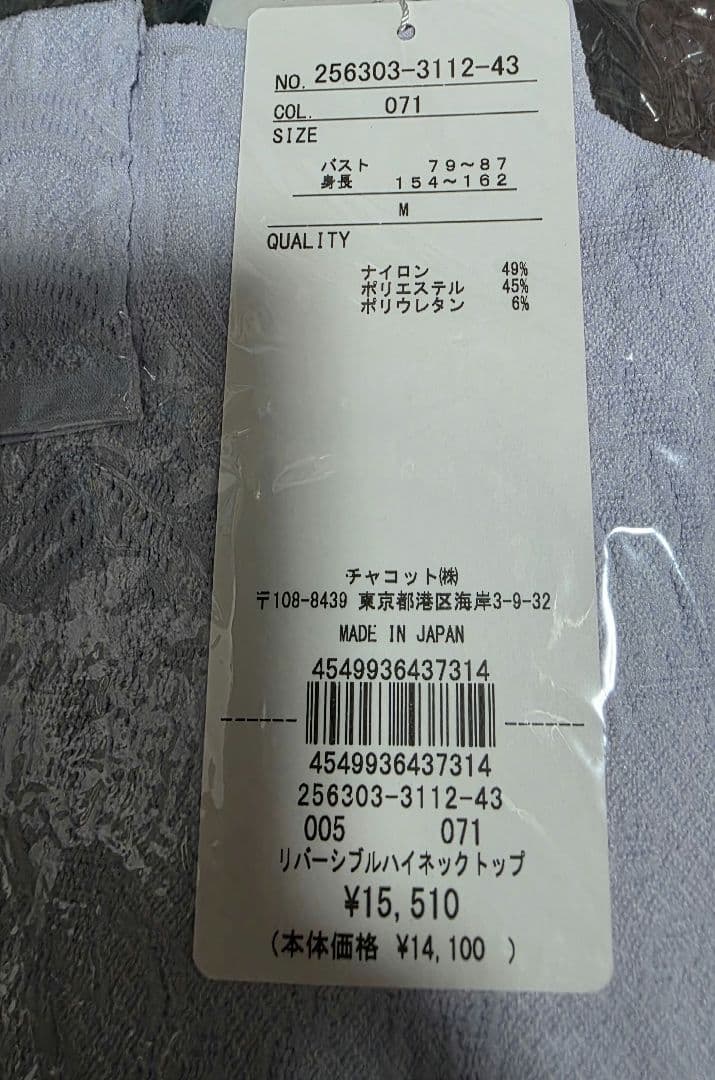 NO. 256303-3112-43
COL. 071
SIZE
バスト 79～87
身長 154～162
M
QUALITY
ナイロン 49%
ポリエステル 45%
ポリウレタン 6%
チャコット㈱
〒108-8439 東京都港区海岸3-9-32
MADE IN JAPAN
4549936437314
4549936437314
256303-3112-43
005 071
リバーシブルハイネックトップ
¥15,510
(本体価格 ¥14,100 )